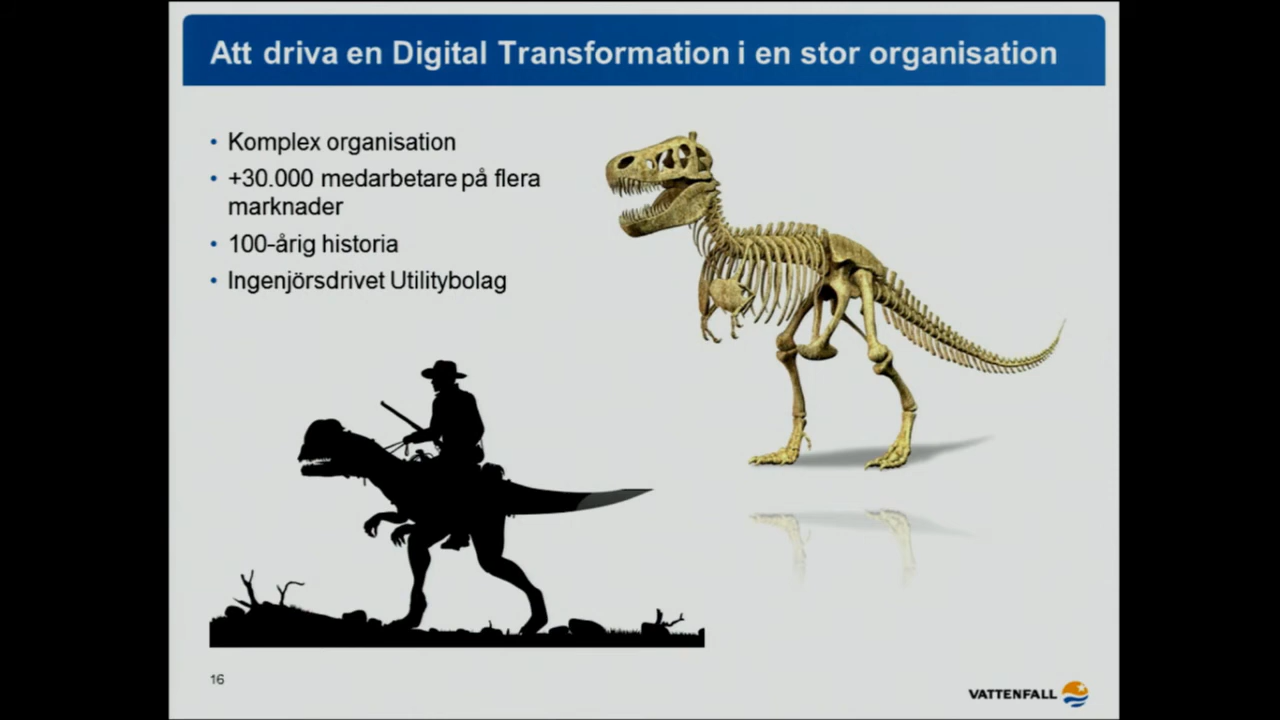 Att driva en Digital Transformation i en stor organisation
• Komplex organisation
• +30.000 medarbetare på flera
marknader
• 100-årig historia
• Ingenjörsdrivet Utilitybolag
16
VATTENFALL